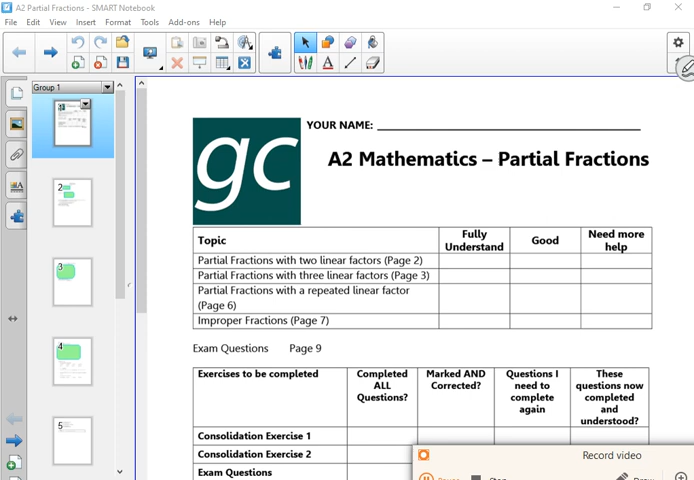 A2 Partial Fractions - SMART Notebook
File Edit View Insert Format Tools Add-ons Help
Group 1
2
3
4
5
YOUR NAME:
gc
A2 Mathematics – Partial Fractions
Topic
Fully Understand
Good
Need more help
Partial Fractions with two linear factors (Page 2)
Partial Fractions with three linear factors (Page 3)
Partial Fractions with a repeated linear factor
(Page 6)
Improper Fractions (Page 7)
Exam Questions Page 9
Exercises to be completed
Completed ALL Questions?
Marked AND Corrected?
Questions I need to complete again
These questions now completed and understood?
Consolidation Exercise 1
Consolidation Exercise 2
Exam Questions
Record video